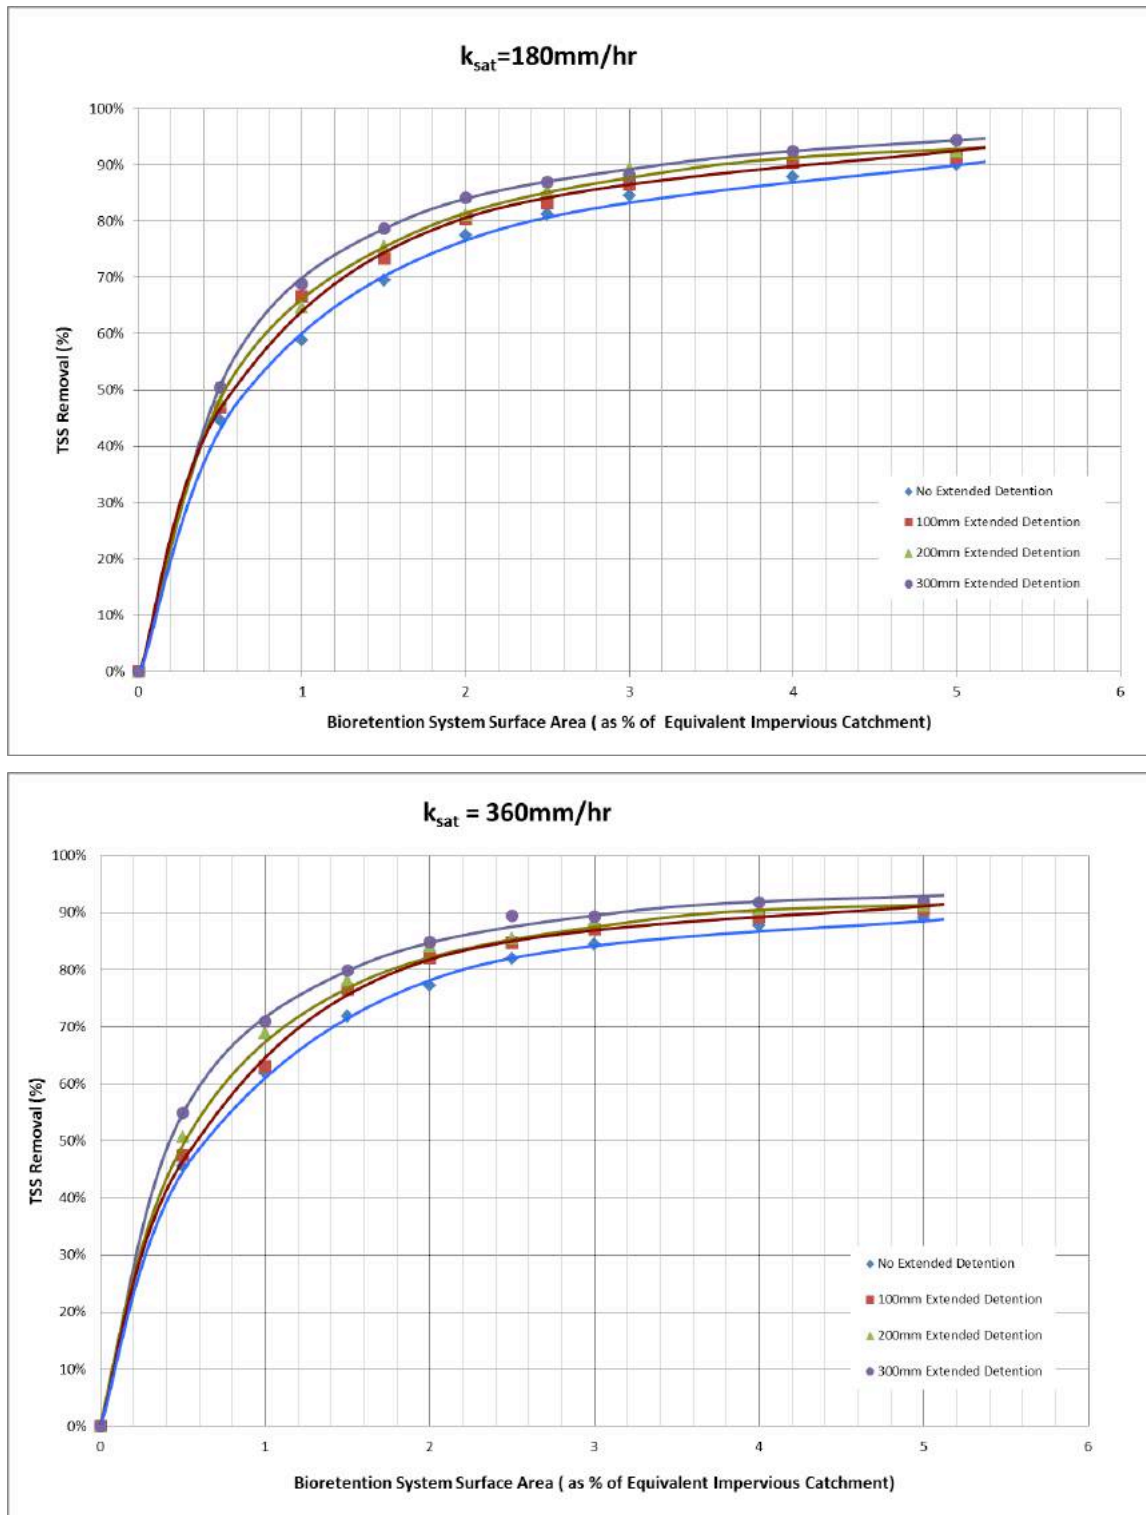 ksat=180mm/hr
100%
90%
80%
70%
60%
50%
40%
30%
20%
10%
0%
TSS Removal (%)
No Extended Detention
100mm Extended Detention
200mm Extended Detention
300mm Extended Detention
0 1 2 3 4 5 6
Bioretention System Surface Area ( as % of Equivalent Impervious Catchment)
ksat = 360mm/hr
100%
90%
80%
70%
60%
50%
40%
30%
20%
10%
0%
TSS Removal (%)
No Extended Detention
100mm Extended Detention
200mm Extended Detention
300mm Extended Detention
0 1 2 3 4 5 6
Bioretention System Surface Area ( as % of Equivalent Impervious Catchment)